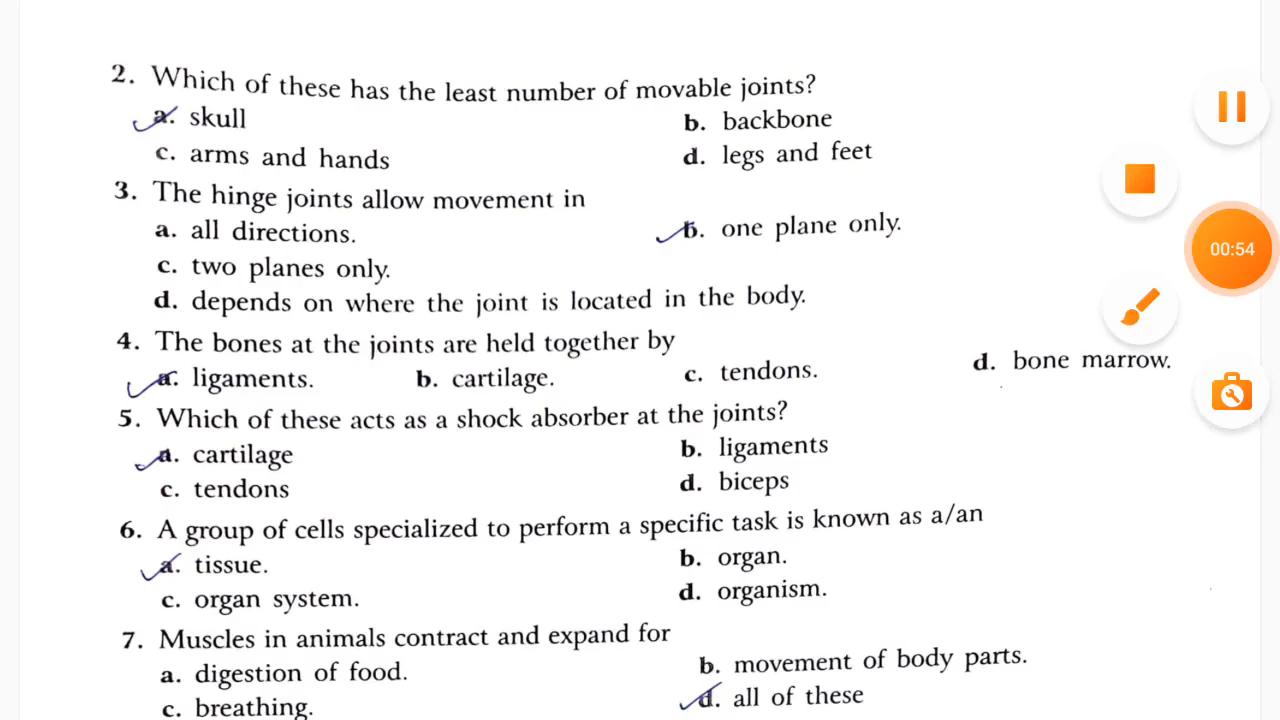 2. Which of these has the least number of movable joints?
a. skull b. backbone
c. arms and hands d. legs and feet
3. The hinge joints allow movement in
a. all directions. b. one plane only.
c. two planes only.
d. depends on where the joint is located in the body.
4. The bones at the joints are held together by
a. ligaments. b. cartilage. c. tendons. d. bone marrow.
5. Which of these acts as a shock absorber at the joints?
a. cartilage b. ligaments
c. tendons d. biceps
6. A group of cells specialized to perform a specific task is known as a/an
a. tissue. b. organ.
c. organ system. d. organism.
7. Muscles in animals contract and expand for
a. digestion of food. b. movement of body parts.
c. breathing. d. all of these
00:54